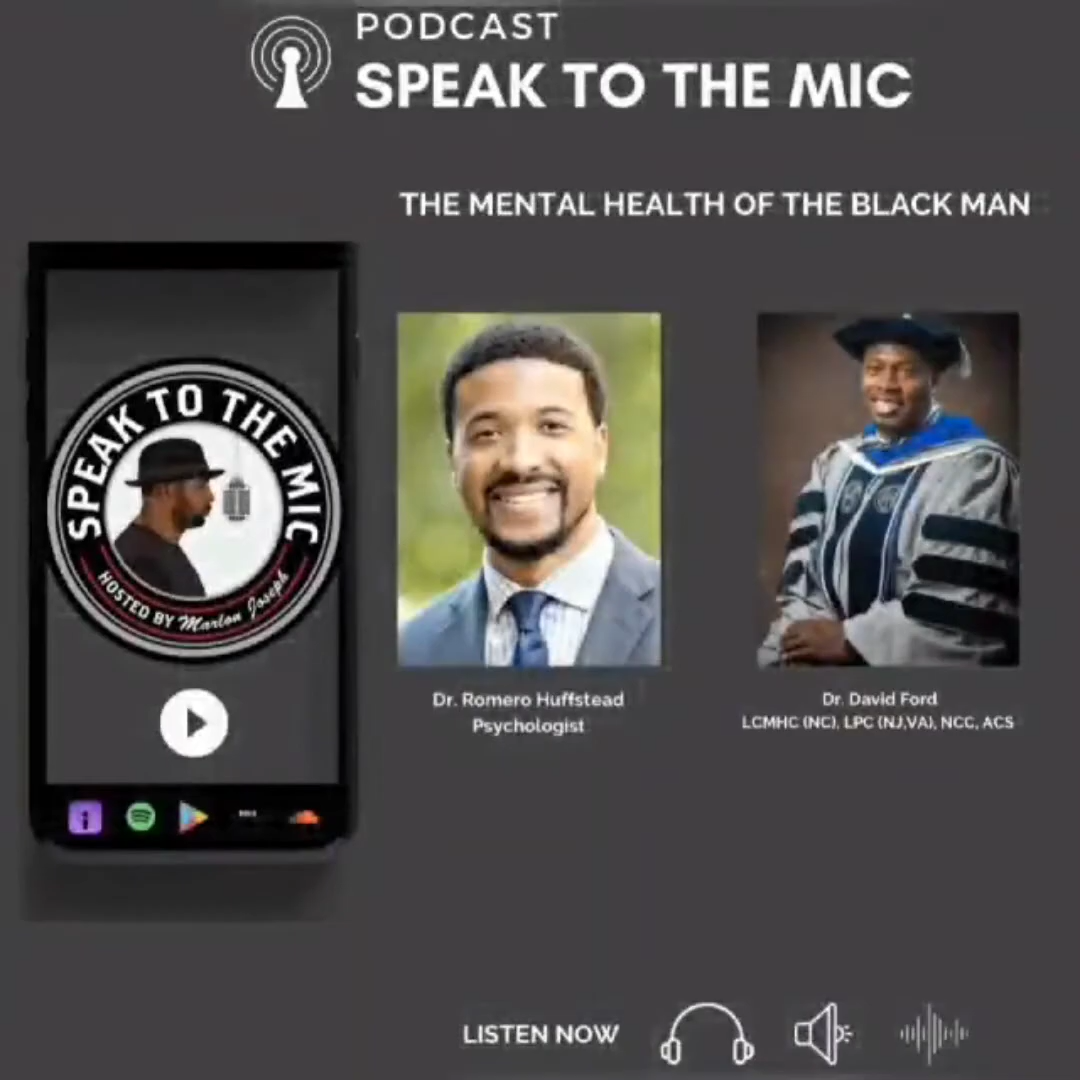 PODCAST
SPEAK TO THE MIC
THE MENTAL HEALTH OF THE BLACK MAN
SPEAK TO THE MIC
HOSTED BY Marlon Joseph
Dr. Romero Huffstead
Psychologist
Dr. David Ford
LCMHC (NC), LPC (NJ,VA), NCC, ACS
LISTEN NOW